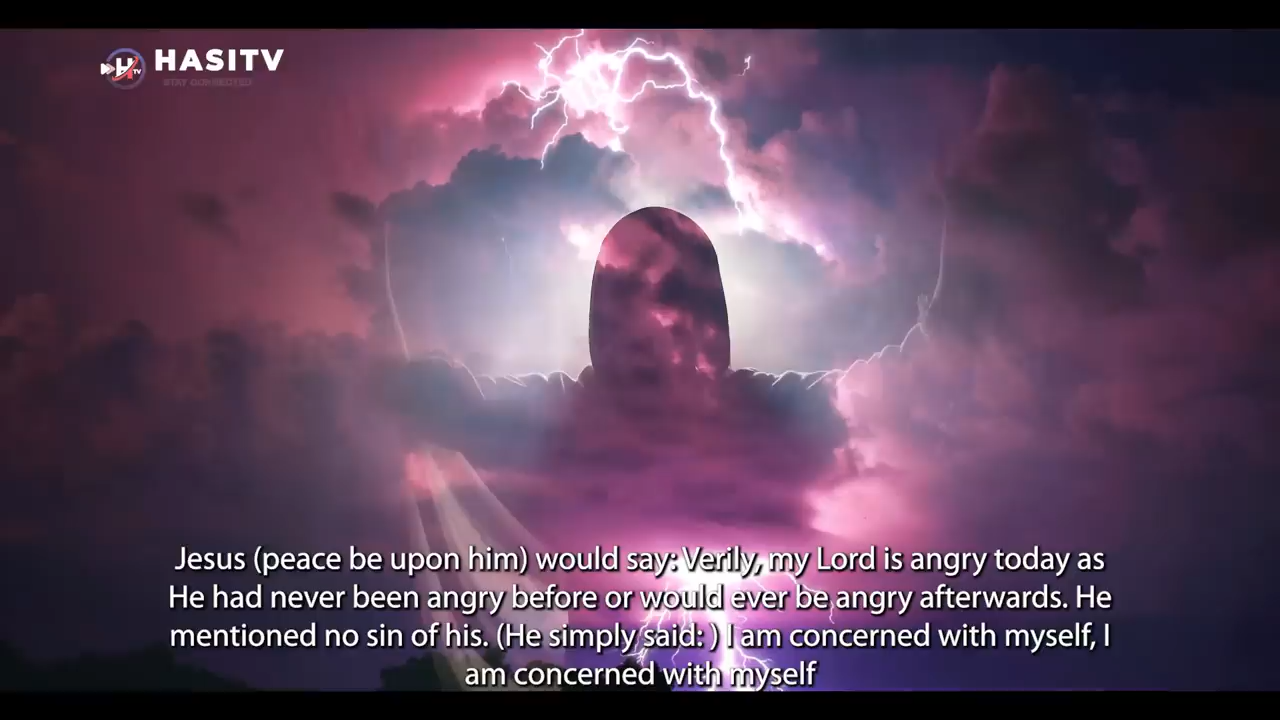 HASITV
STAY CONNECTED
Jesus (peace be upon him) would say: Verily, my Lord is angry today as
He had never been angry before or would ever be angry afterwards. He
mentioned no sin of his. (He simply said: ) I am concerned with myself, I
am concerned with myself